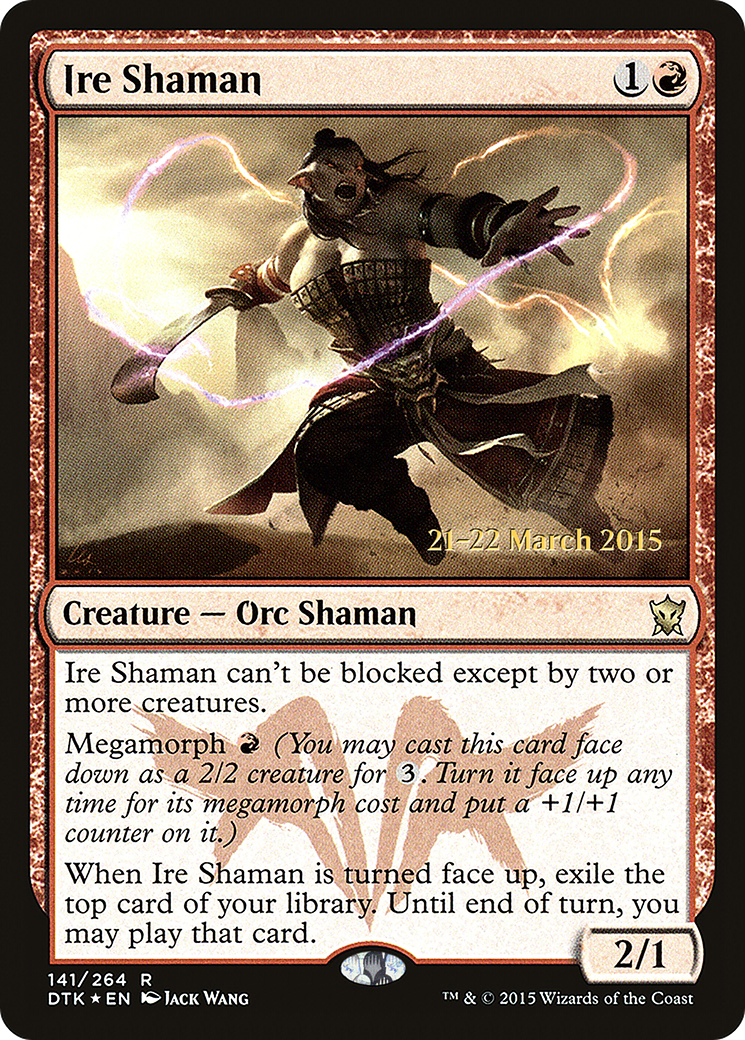 Ire Shaman 1
21–22 March 2015
Creature — Orc Shaman
Ire Shaman can't be blocked except by two or
more creatures.
Megamorph (You may cast this card face
down as a 2/2 creature for 3. Turn it face up any
time for its megamorph cost and put a +1/+1
counter on it.)
When Ire Shaman is turned face up, exile the
top card of your library. Until end of turn, you
may play that card.
2/1
141/264 R
DTK ★ EN Jack Wang
™ & © 2015 Wizards of the Coast